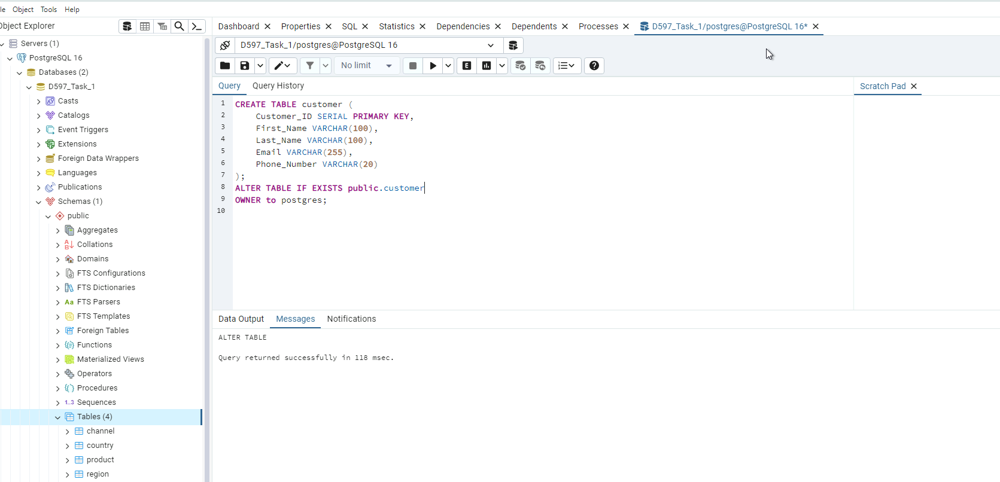 le Object Tools Help
Object Explorer
Dashboard Properties SQL Statistics Dependencies Dependents Processes D597_Task_1/postgres@PostgreSQL 16*
Servers (1)
PostgreSQL 16
Databases (2)
D597_Task_1
Casts
Catalogs
Event Triggers
Extensions
Foreign Data Wrappers
Languages
Publications
Schemas (1)
public
Aggregates
Collations
Domains
FTS Configurations
FTS Dictionaries
Aa FTS Parsers
FTS Templates
Foreign Tables
Functions
Materialized Views
Operators
Procedures
1..3 Sequences
Tables (4)
channel
country
product
region
D597_Task_1/postgres@PostgreSQL 16
No limit
E
Query Query History
Scratch Pad
1 CREATE TABLE customer (
2 Customer_ID SERIAL PRIMARY KEY,
3 First_Name VARCHAR(100),
4 Last_Name VARCHAR(100),
5 Email VARCHAR(255),
6 Phone_Number VARCHAR(20)
7 );
8 ALTER TABLE IF EXISTS public.customer
9 OWNER to postgres;
10
Data Output Messages Notifications
ALTER TABLE
Query returned successfully in 118 msec.